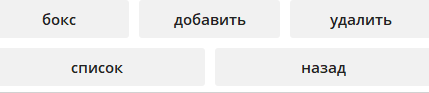 бокс добавить удалить
список назад